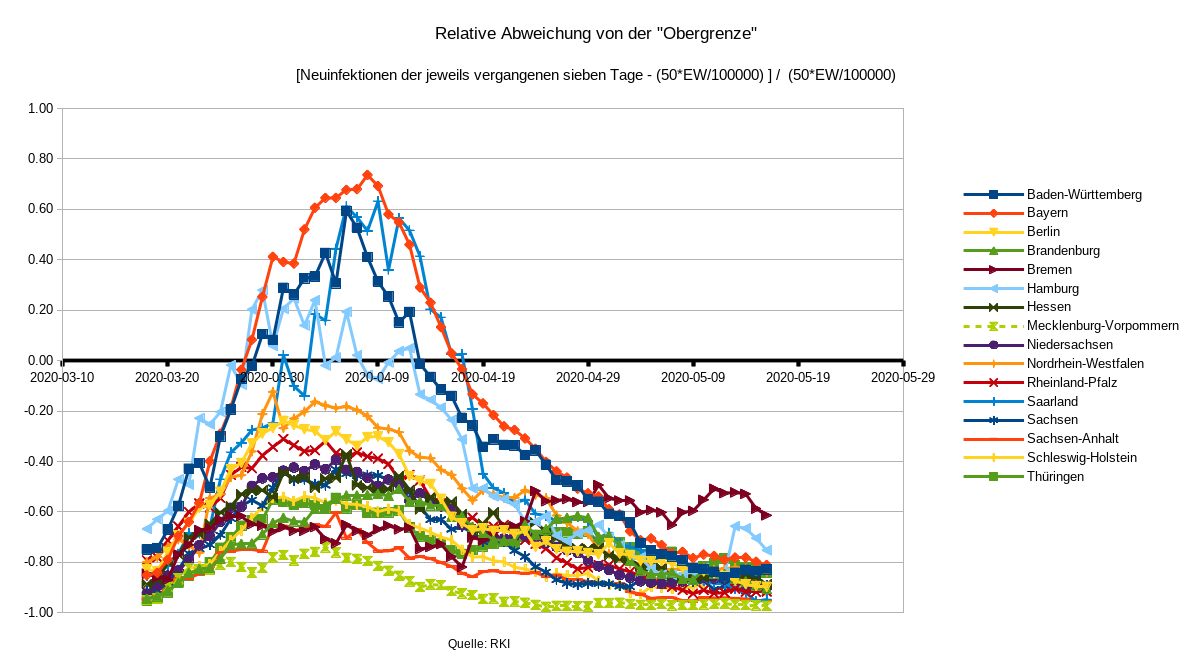 Relative Abweichung von der "Obergrenze"
[Neuinfektionen der jeweils vergangenen sieben Tage - (50*EW/100000) ] / (50*EW/100000)
1.00
0.80
0.60
0.40
0.20
0.00
-0.20
-0.40
-0.60
-0.80
-1.00
2020-03-10 2020-03-20 2020-03-30 2020-04-09 2020-04-19 2020-04-29 2020-05-09 2020-05-19 2020-05-29
Baden-Württemberg
Bayern
Berlin
Brandenburg
Bremen
Hamburg
Hessen
Mecklenburg-Vorpommern
Niedersachsen
Nordrhein-Westfalen
Rheinland-Pfalz
Saarland
Sachsen
Sachsen-Anhalt
Schleswig-Holstein
Thüringen
Quelle: RKI